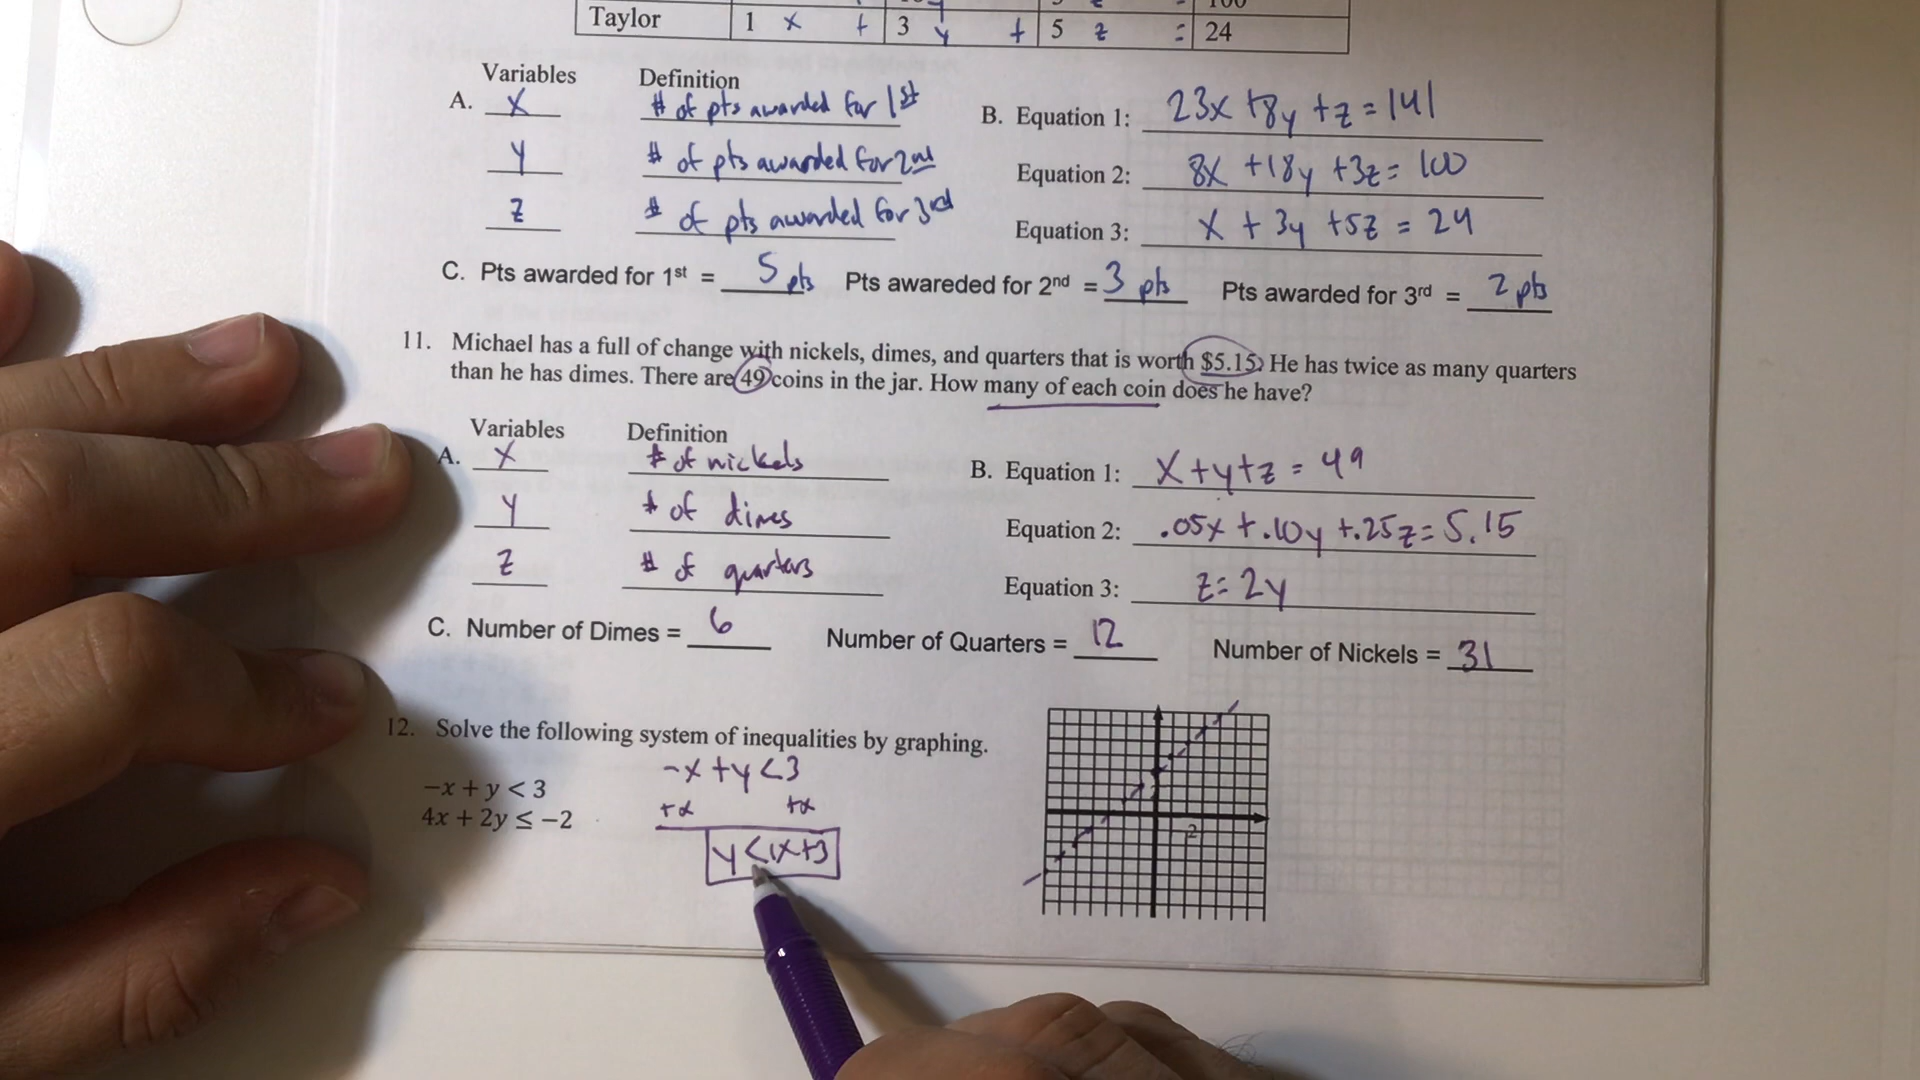 100
Taylor 1 x + 3 y + 5 z = 24
Variables Definition
A. x # of pts awarded for 1st B. Equation 1: 23x +8y +z = 141
y # of pts awarded for 2nd Equation 2: 8x +18y +3z = 100
z # of pts awarded for 3rd Equation 3: x + 3y +5z = 24
C. Pts awarded for 1st = 5 pts Pts awareded for 2nd = 3 pts Pts awarded for 3rd = 2 pts
11. Michael has a full of change with nickels, dimes, and quarters that is worth $5.15. He has twice as many quarters
than he has dimes. There are 49 coins in the jar. How many of each coin does he have?
Variables Definition
A. x # of nickels B. Equation 1: x+y+z = 49
y # of dimes Equation 2: .05x +.10y +.25z = 5.15
z # of quarters Equation 3: z = 2y
C. Number of Dimes = 6 Number of Quarters = 12 Number of Nickels = 31
12. Solve the following system of inequalities by graphing.
−x + y < 3
4x + 2y ≤ −2
-x +y <3
+x +x
y < 1x+3
2